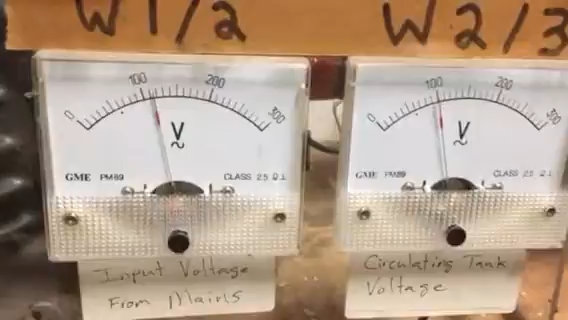 W1/2
W2/3
0 100 200 300
V
~
GME PM89 CLASS 2.5
Input Voltage
From Mains
0 100 200 300
V
~
GME PM89 CLASS 2.5
Circulating Tank
Voltage